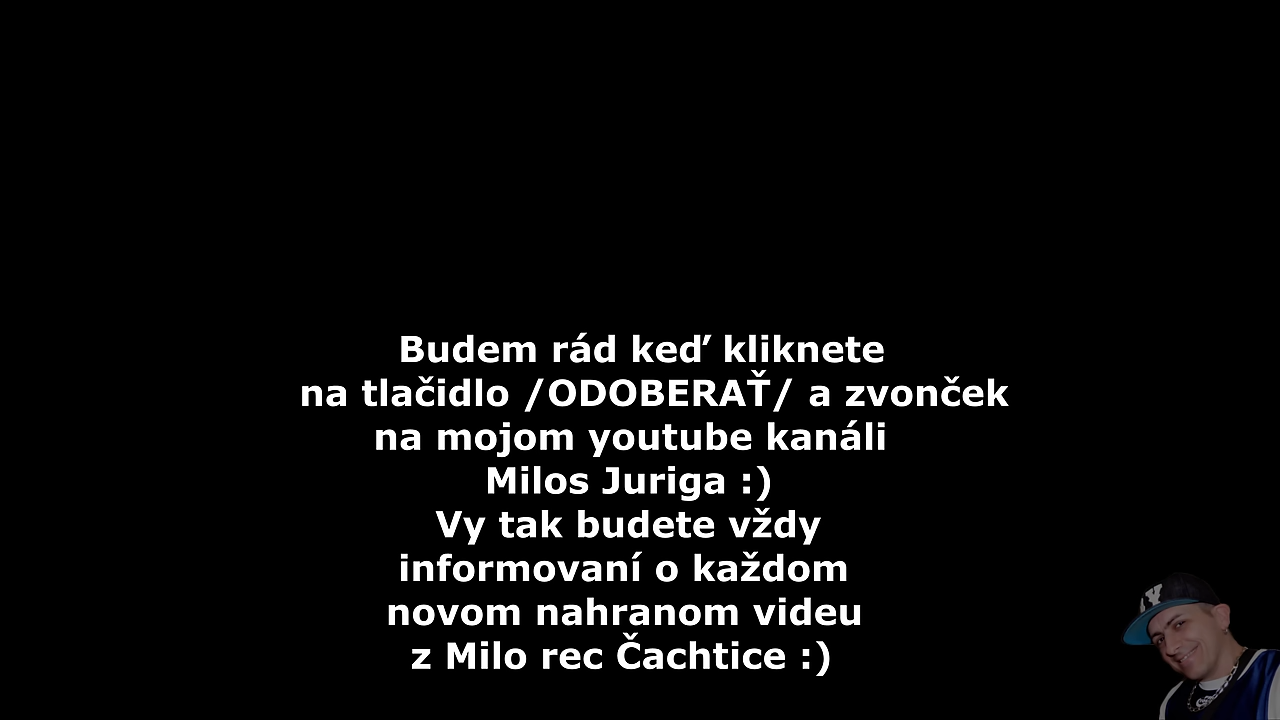 Budem rád keď kliknete
na tlačidlo /ODOBERAŤ/ a zvonček
na mojom youtube kanáli
Milos Juriga :)
Vy tak budete vždy
informovaní o každom
novom nahranom videu
z Milo rec Čachtice :)